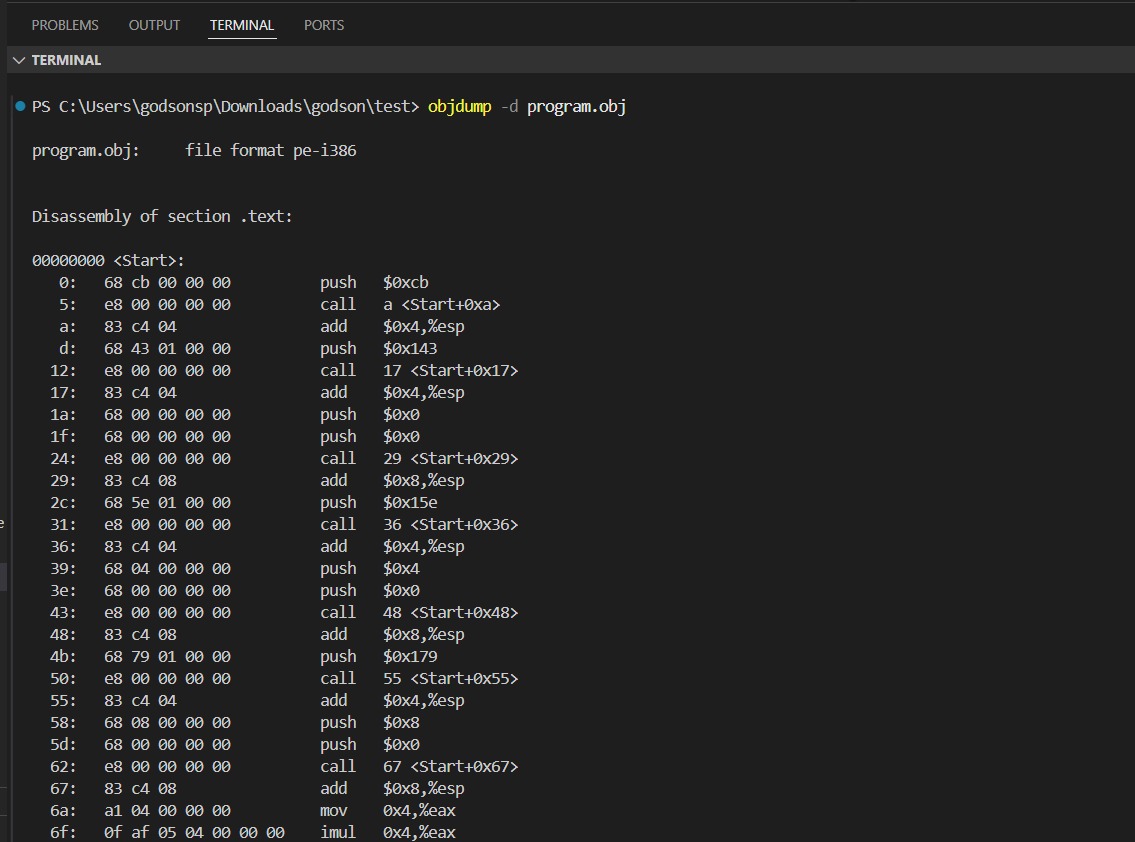 PROBLEMS OUTPUT TERMINAL PORTS
TERMINAL
PS C:\Users\godsonsp\Downloads\godson\test> objdump -d program.obj
program.obj:     file format pe-i386
Disassembly of section .text:
00000000 <Start>:
0: 68 cb 00 00 00 push $0xcb
5: e8 00 00 00 00 call a <Start+0xa>
a: 83 c4 04 add $0x4,%esp
d: 68 43 01 00 00 push $0x143
12: e8 00 00 00 00 call 17 <Start+0x17>
17: 83 c4 04 add $0x4,%esp
1a: 68 00 00 00 00 push $0x0
1f: 68 00 00 00 00 push $0x0
24: e8 00 00 00 00 call 29 <Start+0x29>
29: 83 c4 08 add $0x8,%esp
2c: 68 5e 01 00 00 push $0x15e
31: e8 00 00 00 00 call 36 <Start+0x36>
36: 83 c4 04 add $0x4,%esp
39: 68 04 00 00 00 push $0x4
3e: 68 00 00 00 00 push $0x0
43: e8 00 00 00 00 call 48 <Start+0x48>
48: 83 c4 08 add $0x8,%esp
4b: 68 79 01 00 00 push $0x179
50: e8 00 00 00 00 call 55 <Start+0x55>
55: 83 c4 04 add $0x4,%esp
58: 68 08 00 00 00 push $0x8
5d: 68 00 00 00 00 push $0x0
62: e8 00 00 00 00 call 67 <Start+0x67>
67: 83 c4 08 add $0x8,%esp
6a: a1 04 00 00 00 mov 0x4,%eax
6f: 0f af 05 04 00 00 00 imul 0x4,%eax